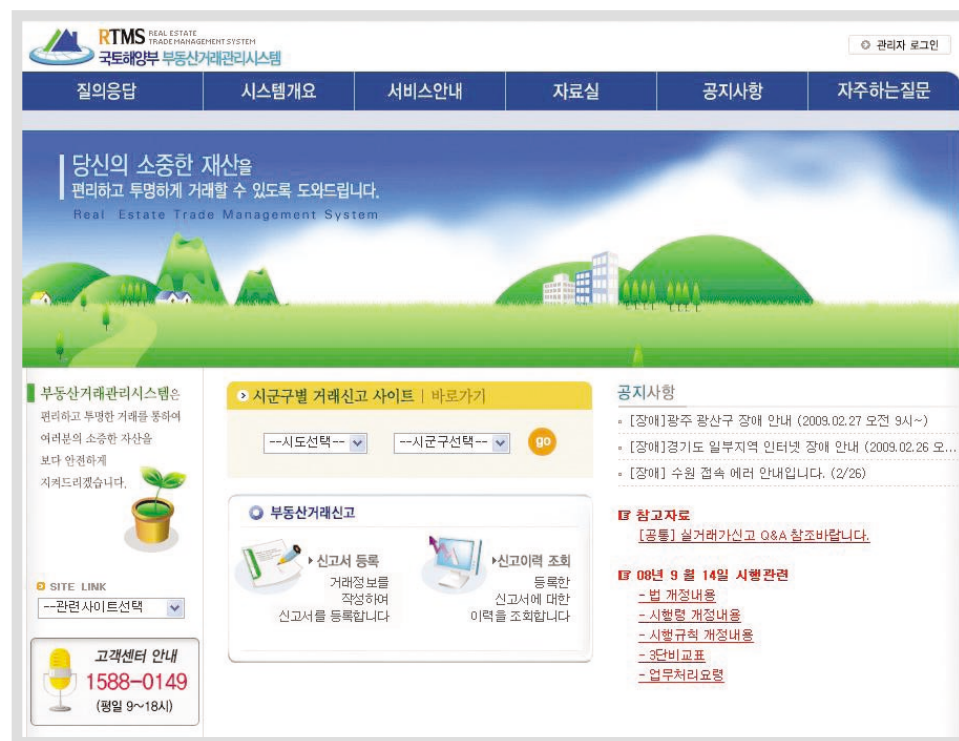 RTMS REAL ESTATE
TRADE MANAGEMENT SYSTEM
국토해양부 부동산거래관리시스템
관리자 로그인
질의응답 시스템개요 서비스안내 자료실 공지사항 자주하는질문
당신의 소중한 재산을
편리하고 투명하게 거래할 수 있도록 도와드립니다.
Real Estate Trade Management System
부동산거래관리시스템은
편리하고 투명한 거래를 통하여
여러분의 소중한 자산을
보다 안전하게
지켜드리겠습니다.
SITE LINK
--관련사이트선택
고객센터 안내
1588-0149
(평일 9~18시)
시군구별 거래신고 사이트 | 바로가기
--시도선택-- --시군구선택-- go
부동산거래신고
신고서 등록
거래정보를
작성하여
신고서를 등록합니다
신고이력 조회
등록한
신고서에 대한
이력을 조회합니다
공지사항
[장애]광주 광산구 장애 안내 (2009.02.27 오전 9시~)
[장애]경기도 일부지역 인터넷 장애 안내 (2009.02.26 오...
[장애] 수원 접속 에러 안내입니다. (2/26)
☞ 참고자료
[공통] 실거래가신고 Q&A 참조바랍니다.
☞ 08년 9 월 14일 시행관련
- 법 개정내용
- 시행령 개정내용
- 시행규칙 개정내용
- 3단비교표
- 업무처리요령